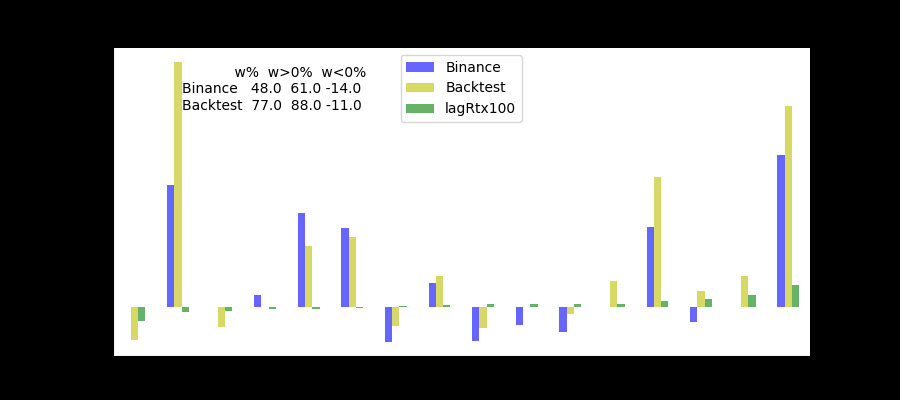 w%  w>0%  w<0%
Binance   48.0  61.0 -14.0
Backtest  77.0  88.0 -11.0
Binance
Backtest
lagRtx100